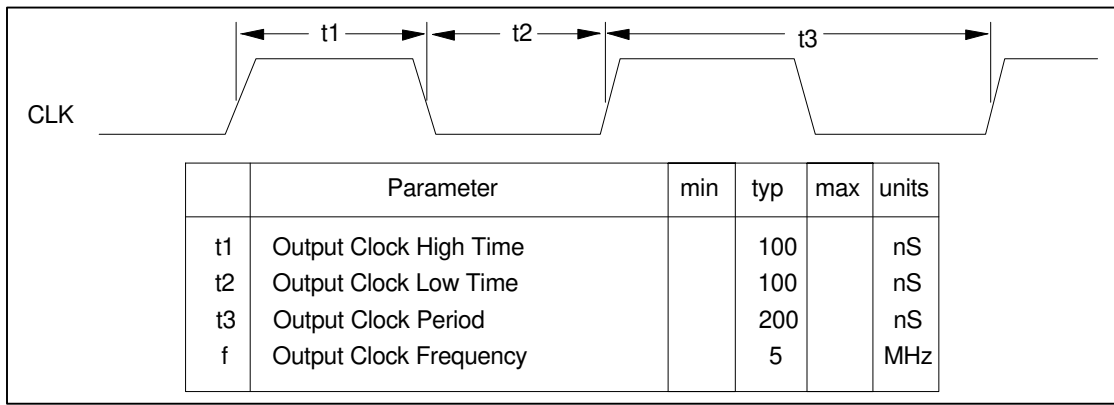 t1 t2 t3
CLK
Parameter min typ max units
t1 Output Clock High Time 100 nS
t2 Output Clock Low Time 100 nS
t3 Output Clock Period 200 nS
f Output Clock Frequency 5 MHz